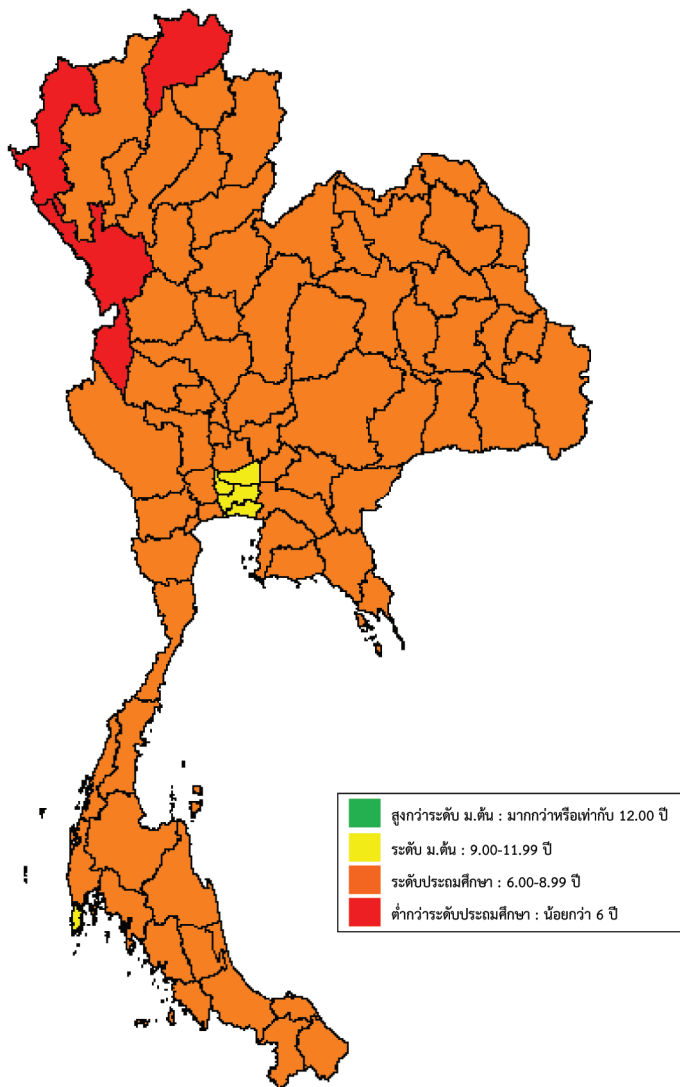 สูงกว่าระดับ ม.ต้น : มากกว่าหรือเท่ากับ 12.00 ปี
ระดับ ม.ต้น : 9.00-11.99 ปี
ระดับประถมศึกษา : 6.00-8.99 ปี
ต่ำกว่าระดับประถมศึกษา : น้อยกว่า 6 ปี